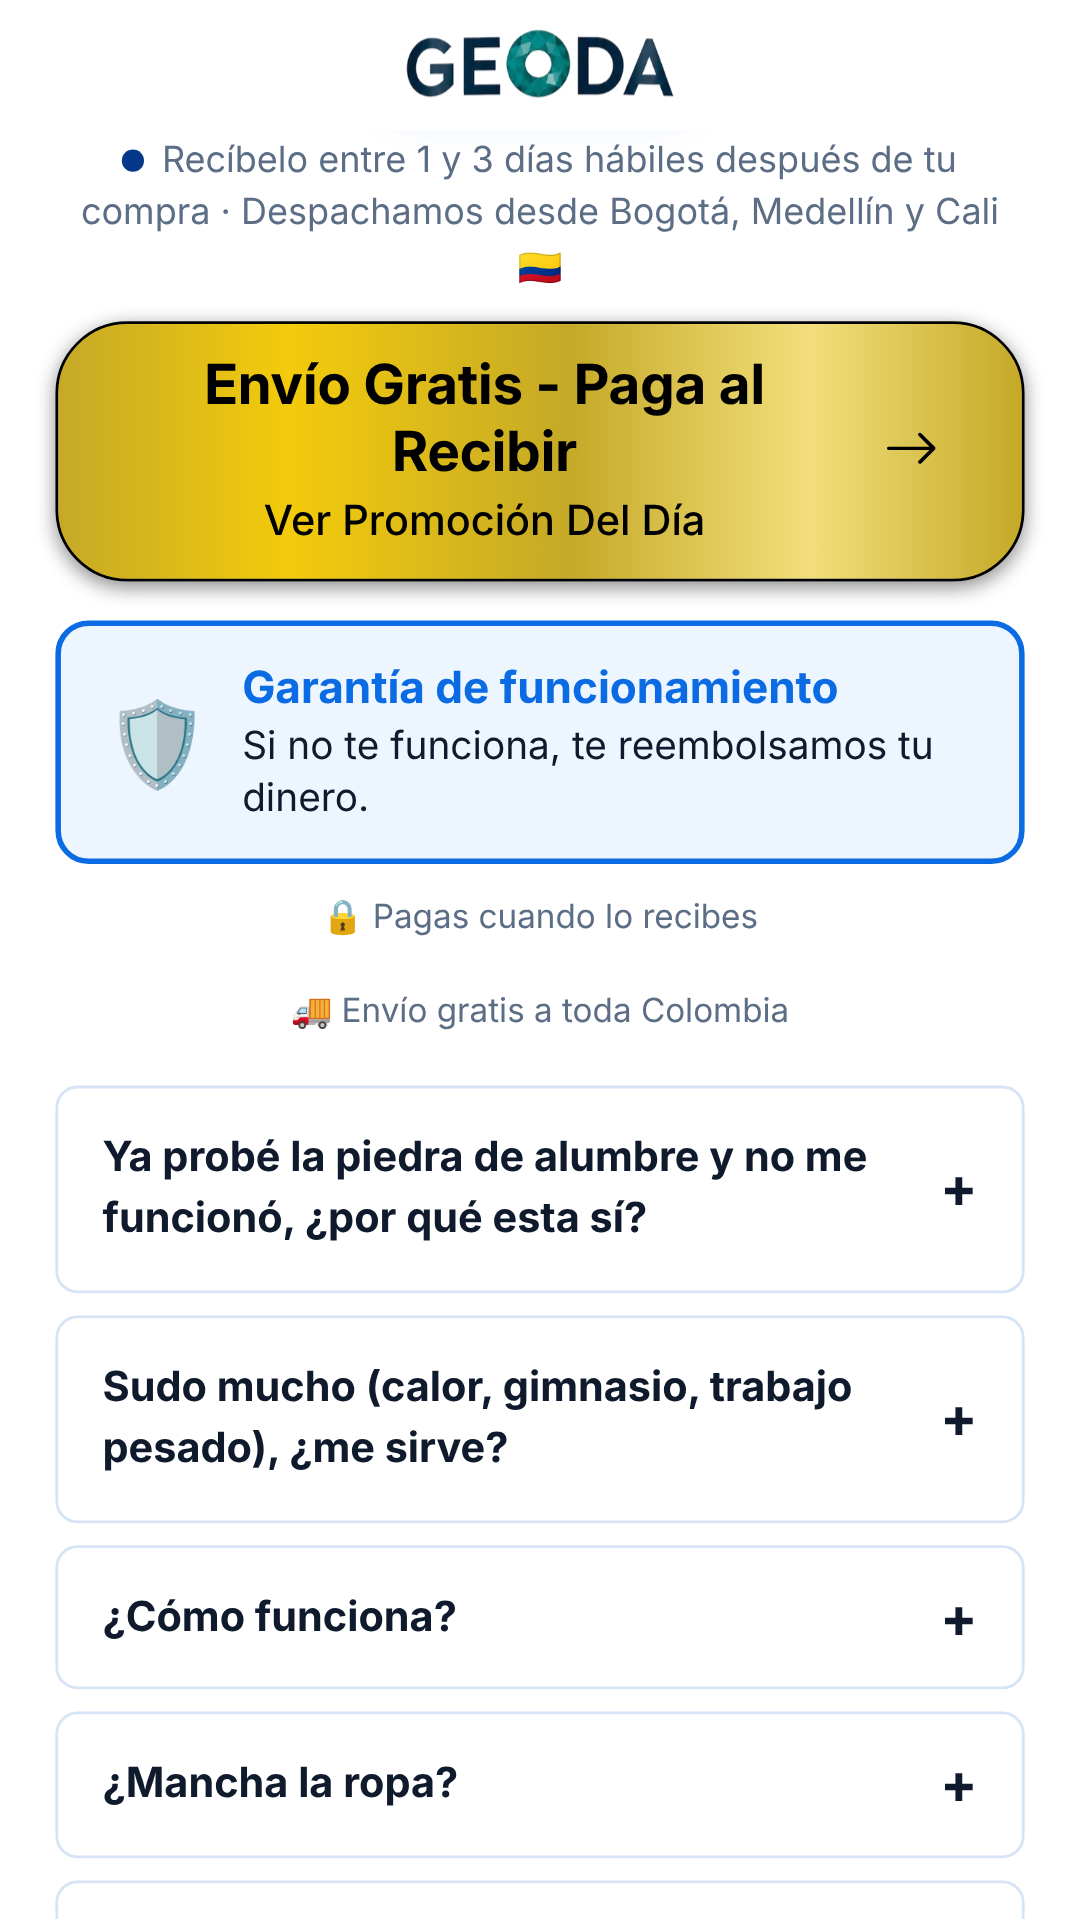 GEODA
Recíbelo entre 1 y 3 días hábiles después de tu
compra · Despachamos desde Bogotá, Medellín y Cali
🇨🇴
Envío Gratis - Paga al
Recibir
Ver Promoción Del Día
Garantía de funcionamiento
Si no te funciona, te reembolsamos tu
dinero.
🔒 Pagas cuando lo recibes
🚚 Envío gratis a toda Colombia
Ya probé la piedra de alumbre y no me
funcionó, ¿por qué esta sí?
+
Sudo mucho (calor, gimnasio, trabajo
pesado), ¿me sirve?
+
¿Cómo funciona?
+
¿Mancha la ropa?
+